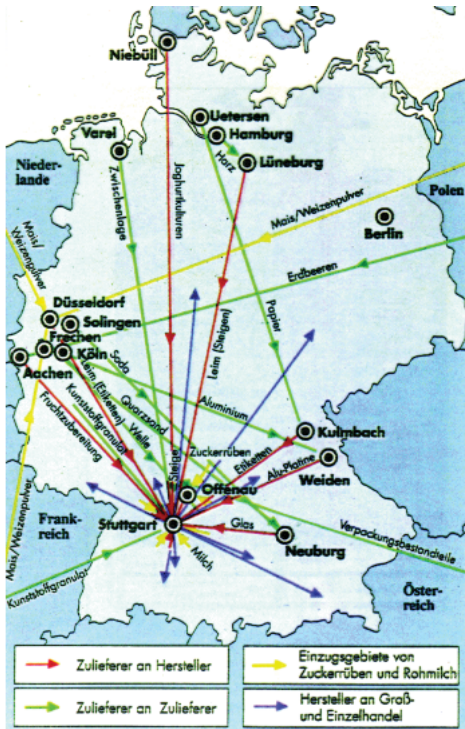 Niebüll
Uetersen
Hamburg
Varel
Harz
Lüneburg
Nieder-
lande
Zwischenlage
Joghurtkulturen
Polen
Mais/Weizenpulver
Berlin
Mais/
Weizenpulver
Erdbeeren
Düsseldorf
Solingen
Leim (Steigen)
Papier
Frechen
Köln
Aachen
Soda
Leim (Etiketten)
Aluminium
Quarzsand
Kunststoffgranulat
Welle
Fruchtzubereitung
Zuckerrüben
Kulmbach
Steige
Etiketten
Alu-Platine
Weiden
Offenau
Frank-
reich
Stuttgart
Glas
Neuburg
Verpackungsbestandteile
Mais/Weizenpulver
Milch
Kunststoffgranulat
Öster-
reich
Zulieferer an Hersteller
Einzugsgebiete von
Zuckerrüben und Rohmilch
Zulieferer an Zulieferer
Hersteller an Groß-
und Einzelhandel